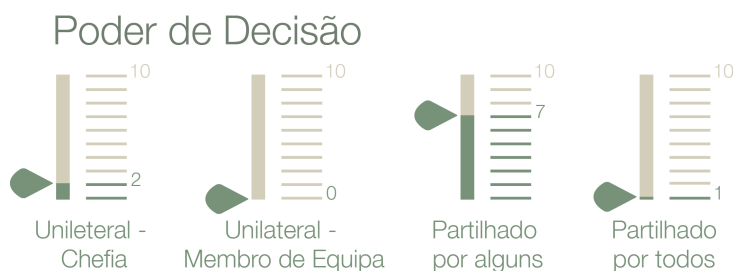 Poder de Decisão
10
2
Unileteral -
Chefia
10
0
Unilateral -
Membro de Equipa
10
7
Partilhado
por alguns
10
1
Partilhado
por todos